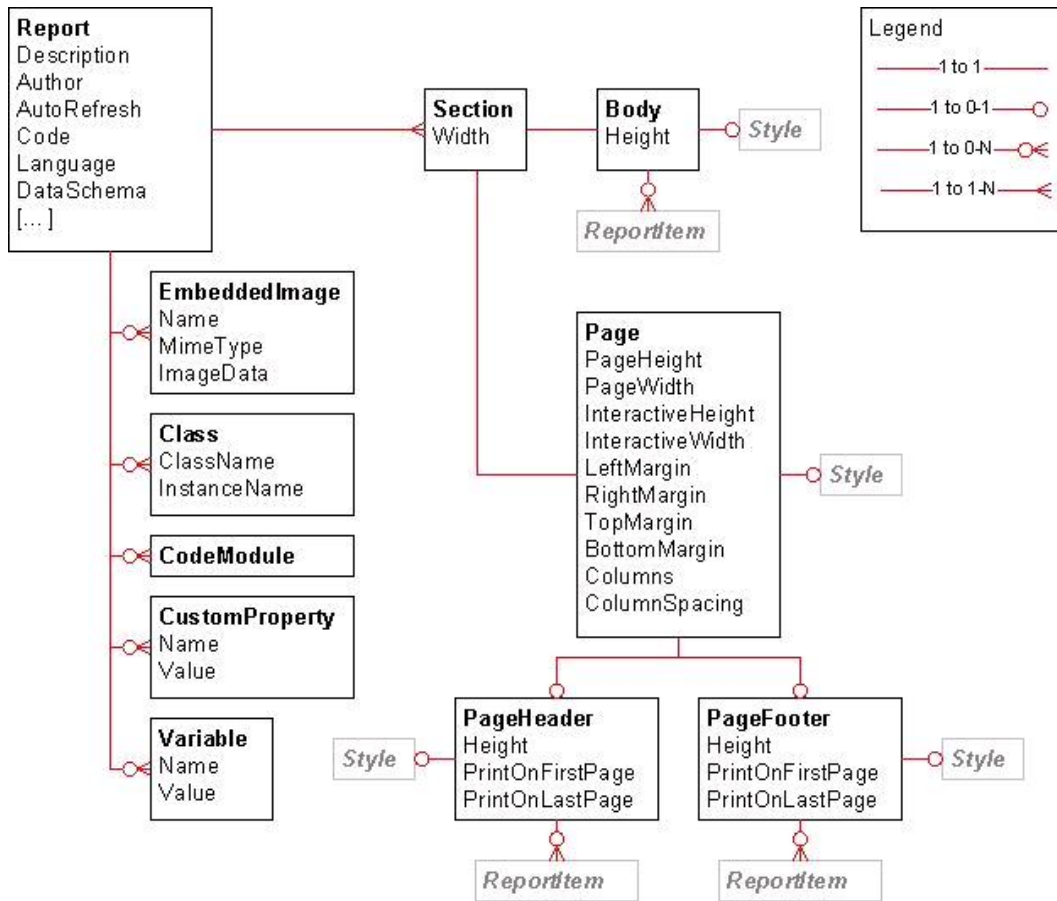 Report
Description
Author
AutoRefresh
Code
Language
DataSchema
[... ]
Section
Width
Body
Height
Style
ReportItem
Legend
1 to 1
1 to 0-1
1 to 0-N
1 to 1-N
EmbeddedImage
Name
MimeType
ImageData
Class
ClassName
InstanceName
CodeModule
CustomProperty
Name
Value
Variable
Name
Value
Page
PageHeight
PageWidth
InteractiveHeight
InteractiveWidth
LeftMargin
RightMargin
TopMargin
BottomMargin
Columns
ColumnSpacing
Style
Style
PageHeader
Height
PrintOnFirstPage
PrintOnLastPage
ReportItem
PageFooter
Height
PrintOnFirstPage
PrintOnLastPage
Style
ReportItem